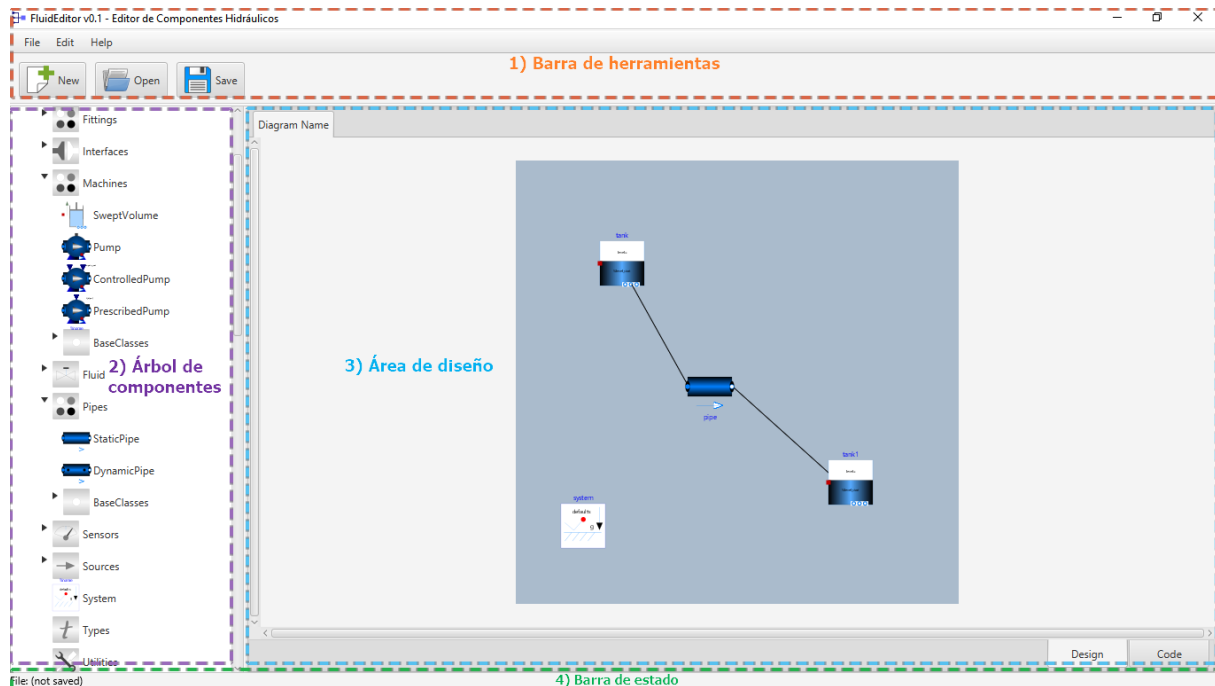 FluidEditor v0.1 - Editor de Componentes Hidráulicos
File Edit Help
1) Barra de herramientas
New Open Save
Fittings
Interfaces
Machines
SweptVolume
Pump
ControlledPump
PrescribedPump
BaseClasses
Fluid
2) Árbol de
componentes
Pipes
StaticPipe
DynamicPipe
BaseClasses
Sensors
Sources
System
Types
Utilities
Diagram Name
tank
3) Área de diseño
pipe
tank1
system
defaults
g
Design Code
File: (not saved)
4) Barra de estado